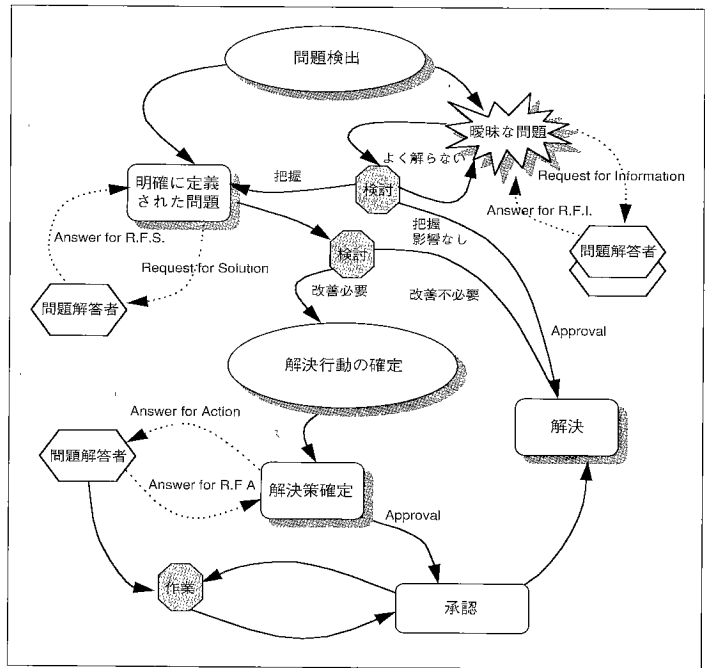 問題検出
曖昧な問題
よく解らない
Request for Information
把握
検討
明確に定義
された問題
Answer for R.F.I.
把握
影響なし
Answer for R.F.S.
検討
問題解答者
Request for Solution
改善必要
改善不必要
問題解答者
Approval
解決行動の確定
解決
Answer for Action
問題解答者
Answer for R.F A
解決策確定
Approval
作業
承認